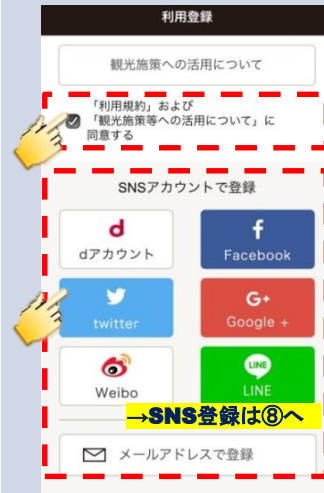 利用登録
観光施策への活用について
「利用規約」および
「観光施策等への活用について」に
同意する
SNSアカウントで登録
d
dアカウント
f
Facebook
twitter
G+
Google +
Weibo
LINE
LINE
→SNS登録は⑧へ
メールアドレスで登録